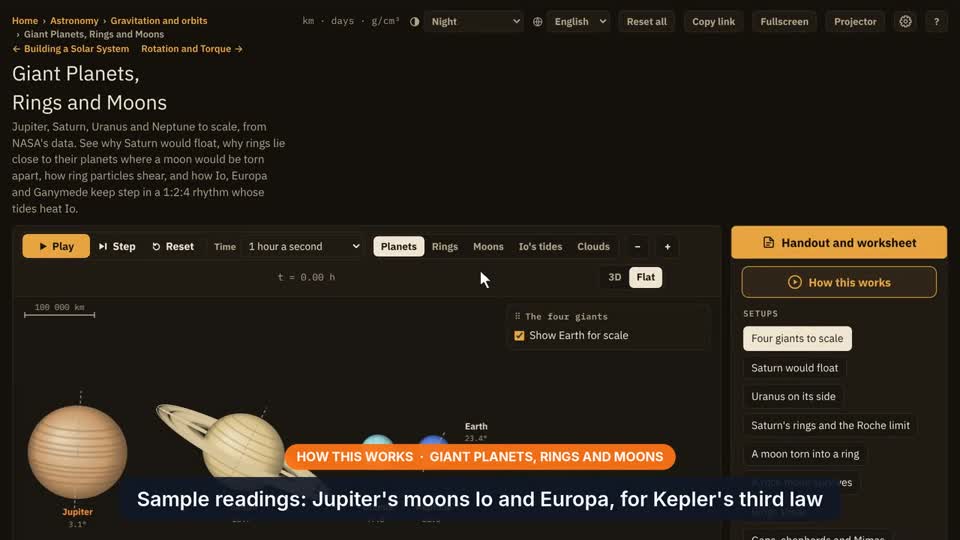 Home › Astronomy › Gravitation and orbits
› Giant Planets, Rings and Moons
← Building a Solar System Rotation and Torque →
km · days · g/cm³
Night
English
Reset all
Copy link
Fullscreen
Projector
?
Giant Planets,
Rings and Moons
Jupiter, Saturn, Uranus and Neptune to scale, from
NASA's data. See why Saturn would float, why rings lie
close to their planets where a moon would be torn
apart, how ring particles shear, and how Io, Europa
and Ganymede keep step in a 1:2:4 rhythm whose
tides heat Io.
Play Step Reset Time 1 hour a second Planets Rings Moons Io's tides Clouds − +
t = 0.00 h
3D Flat
100 000 km
The four giants
Show Earth for scale
Earth
23.4°
Jupiter
3.1°
Handout and worksheet
How this works
SETUPS
Four giants to scale
Saturn would float
Uranus on its side
Saturn's rings and the Roche limit
A moon torn into a ring
HOW THIS WORKS · GIANT PLANETS, RINGS AND MOONS
Sample readings: Jupiter's moons Io and Europa, for Kepler's third law